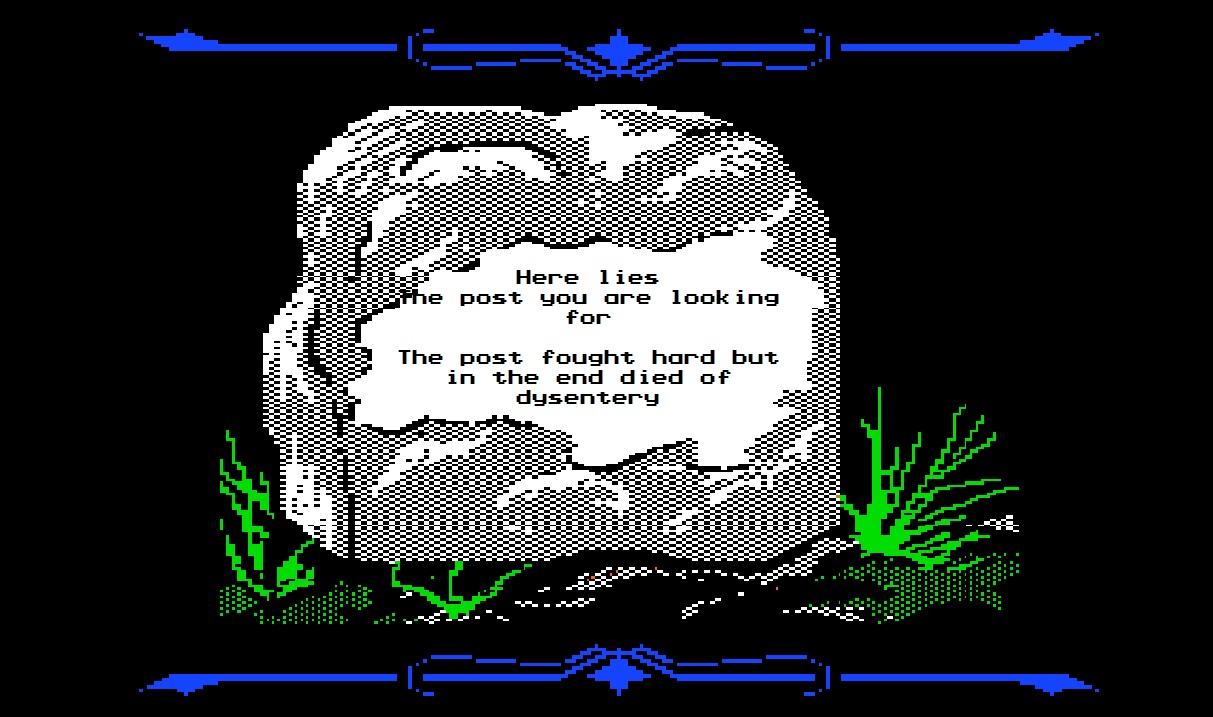 Here lies
the post you are looking
for
The post fought hard but
in the end died of
dysentery